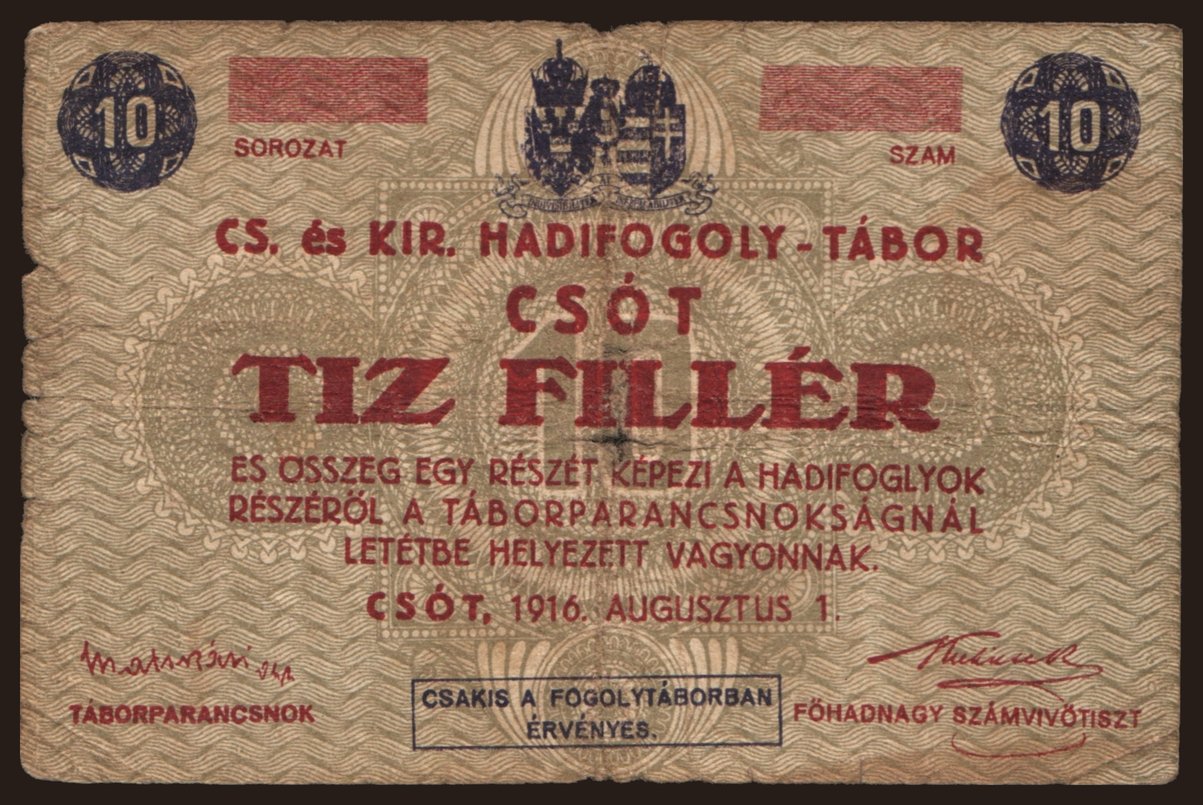 10
10
SOROZAT
SZAM
CS. és KIR. HADIFOGOLY-TÁBOR
CSÓT
TIZ FILLÉR
ES ÖSSZEG EGY RÉSZÉT KÉPEZI A HADIFOGLYOK
RÉSZÉRŐL A TÁBORPARANCSNOKSÁGNÁL
LETÉTBE HELYEZETT VAGYONNAK.
CSÓT, 1916. AUGUSZTUS 1.
TÁBORPARANCSNOK
CSAKIS A FOGOLYTÁBORBAN
ÉRVÉNYES.
FŐHADNAGY SZÁMVIVŐTISZT